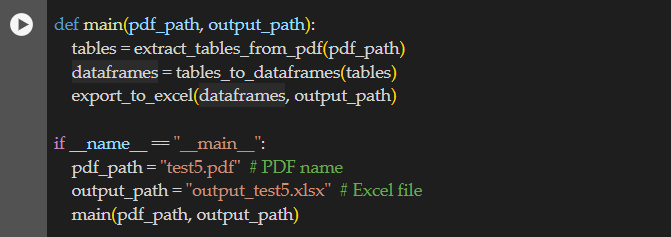 def main(pdf_path, output_path):
    tables = extract_tables_from_pdf(pdf_path)
    dataframes = tables_to_dataframes(tables)
    export_to_excel(dataframes, output_path)

if __name__ == "__main__":
    pdf_path = "test5.pdf"  # PDF name
    output_path = "output_test5.xlsx"  # Excel file
    main(pdf_path, output_path)